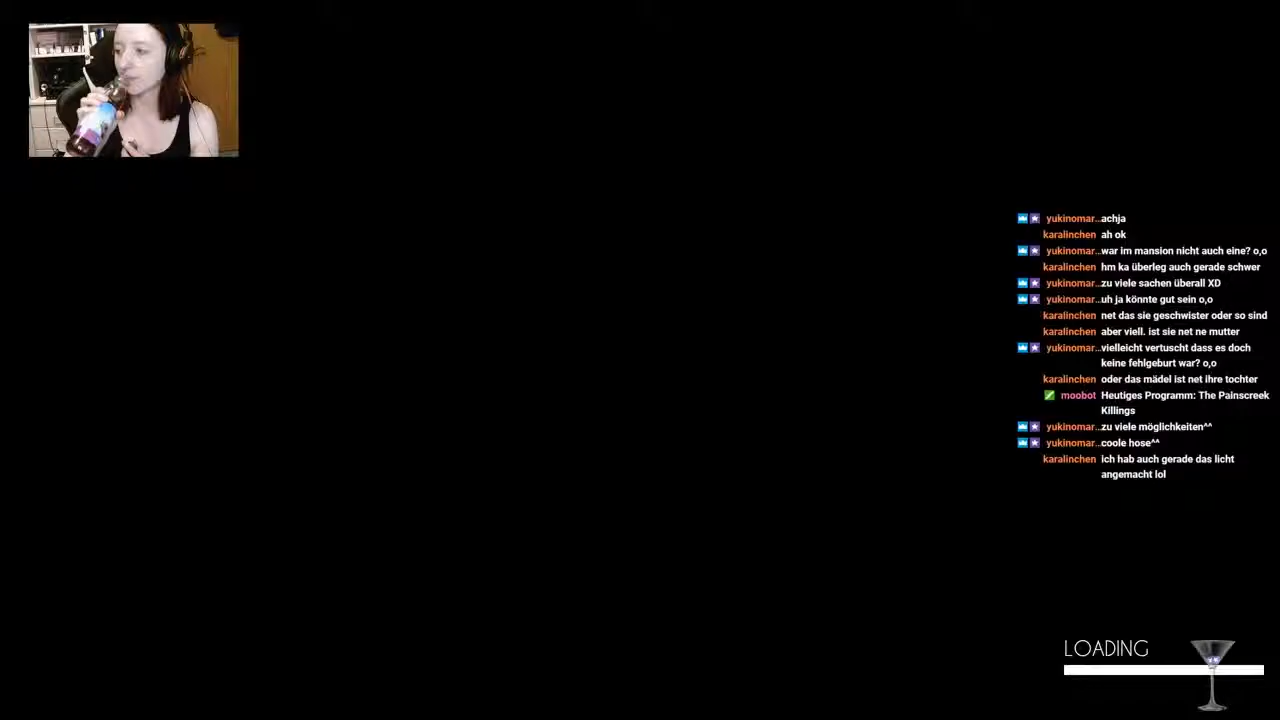 yukinomar...achja
karalinchen ah ok
yukinomar...war im mansion nicht auch eine? o,o
karalinchen hm ka überleg auch gerade schwer
yukinomar...zu viele sachen überall XD
yukinomar...uh ja könnte gut sein o,o
karalinchen net das sie geschwister oder so sind
karalinchen aber viell. ist sie net ne mutter
yukinomar...vielleicht vertuscht dass es doch
keine fehlgeburt war? o,o
karalinchen oder das mädel ist net ihre tochter
moobot Heutiges Programm: The Painscreek
Killings
yukinomar...zu viele möglichkeiten^^
yukinomar...coole hose^^
karalinchen ich hab auch gerade das licht
angemacht lol
LOADING